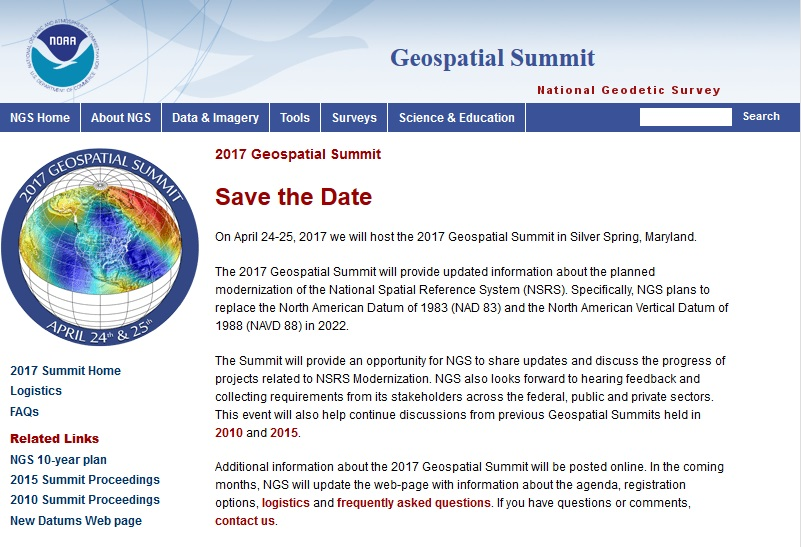 NOAA
NATIONAL OCEANIC AND ATMOSPHERIC ADMINISTRATION
U.S. DEPARTMENT OF COMMERCE
Geospatial Summit
National Geodetic Survey
NGS Home
About NGS
Data & Imagery
Tools
Surveys
Science & Education
Search
2017 GEOSPATIAL SUMMIT
APRIL 24th & 25th
2017 Summit Home
Logistics
FAQs
Related Links
NGS 10-year plan
2015 Summit Proceedings
2010 Summit Proceedings
New Datums Web page
2017 Geospatial Summit
Save the Date
On April 24-25, 2017 we will host the 2017 Geospatial Summit in Silver Spring, Maryland.
The 2017 Geospatial Summit will provide updated information about the planned
modernization of the National Spatial Reference System (NSRS). Specifically, NGS plans to
replace the North American Datum of 1983 (NAD 83) and the North American Vertical Datum of
1988 (NAVD 88) in 2022.
The Summit will provide an opportunity for NGS to share updates and discuss the progress of
projects related to NSRS Modernization. NGS also looks forward to hearing feedback and
collecting requirements from its stakeholders across the federal, public and private sectors.
This event will also help continue discussions from previous Geospatial Summits held in
2010 and 2015.
Additional information about the 2017 Geospatial Summit will be posted online. In the coming
months, NGS will update the web-page with information about the agenda, registration
options, logistics and frequently asked questions. If you have questions or comments,
contact us.